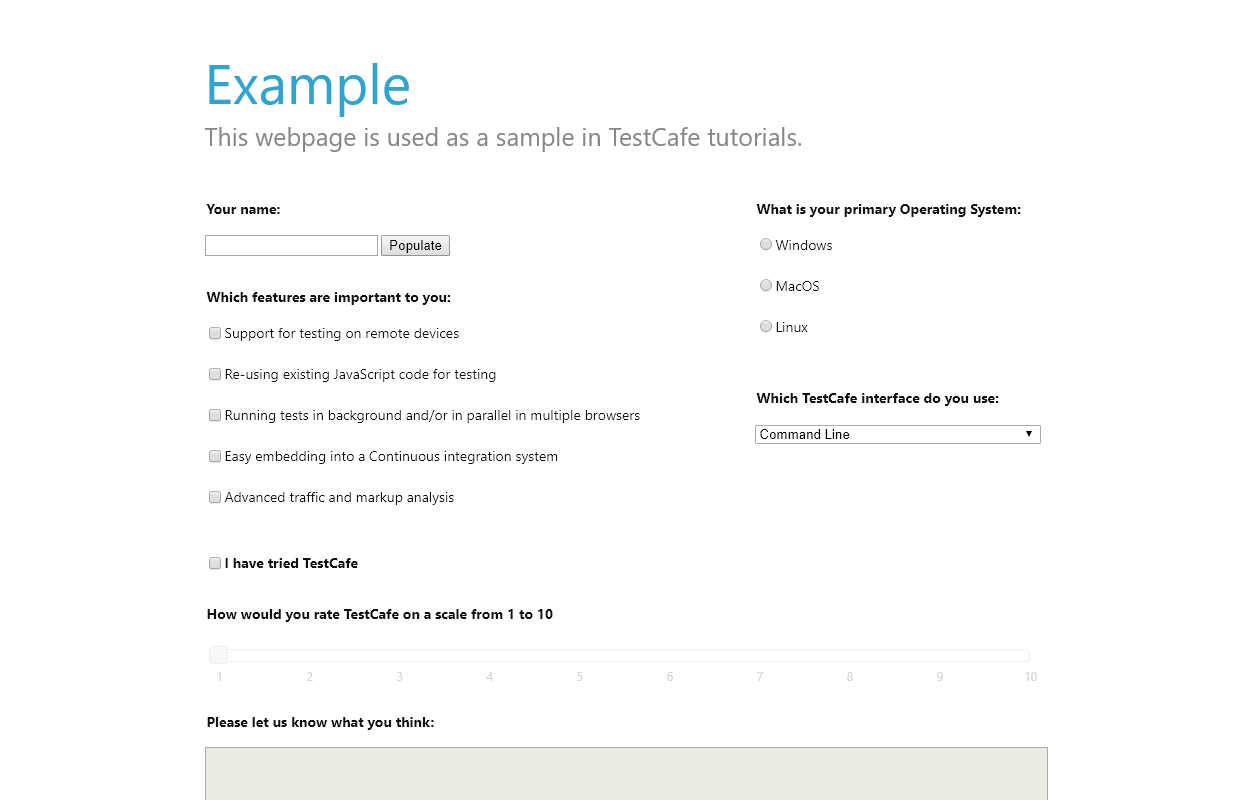 Example
This webpage is used as a sample in TestCafe tutorials.
Your name:
Populate
Which features are important to you:
Support for testing on remote devices
Re-using existing JavaScript code for testing
Running tests in background and/or in parallel in multiple browsers
Easy embedding into a Continuous integration system
Advanced traffic and markup analysis
What is your primary Operating System:
Windows
MacOS
Linux
Which TestCafe interface do you use:
Command Line
I have tried TestCafe
How would you rate TestCafe on a scale from 1 to 10
1 2 3 4 5 6 7 8 9 10
Please let us know what you think: